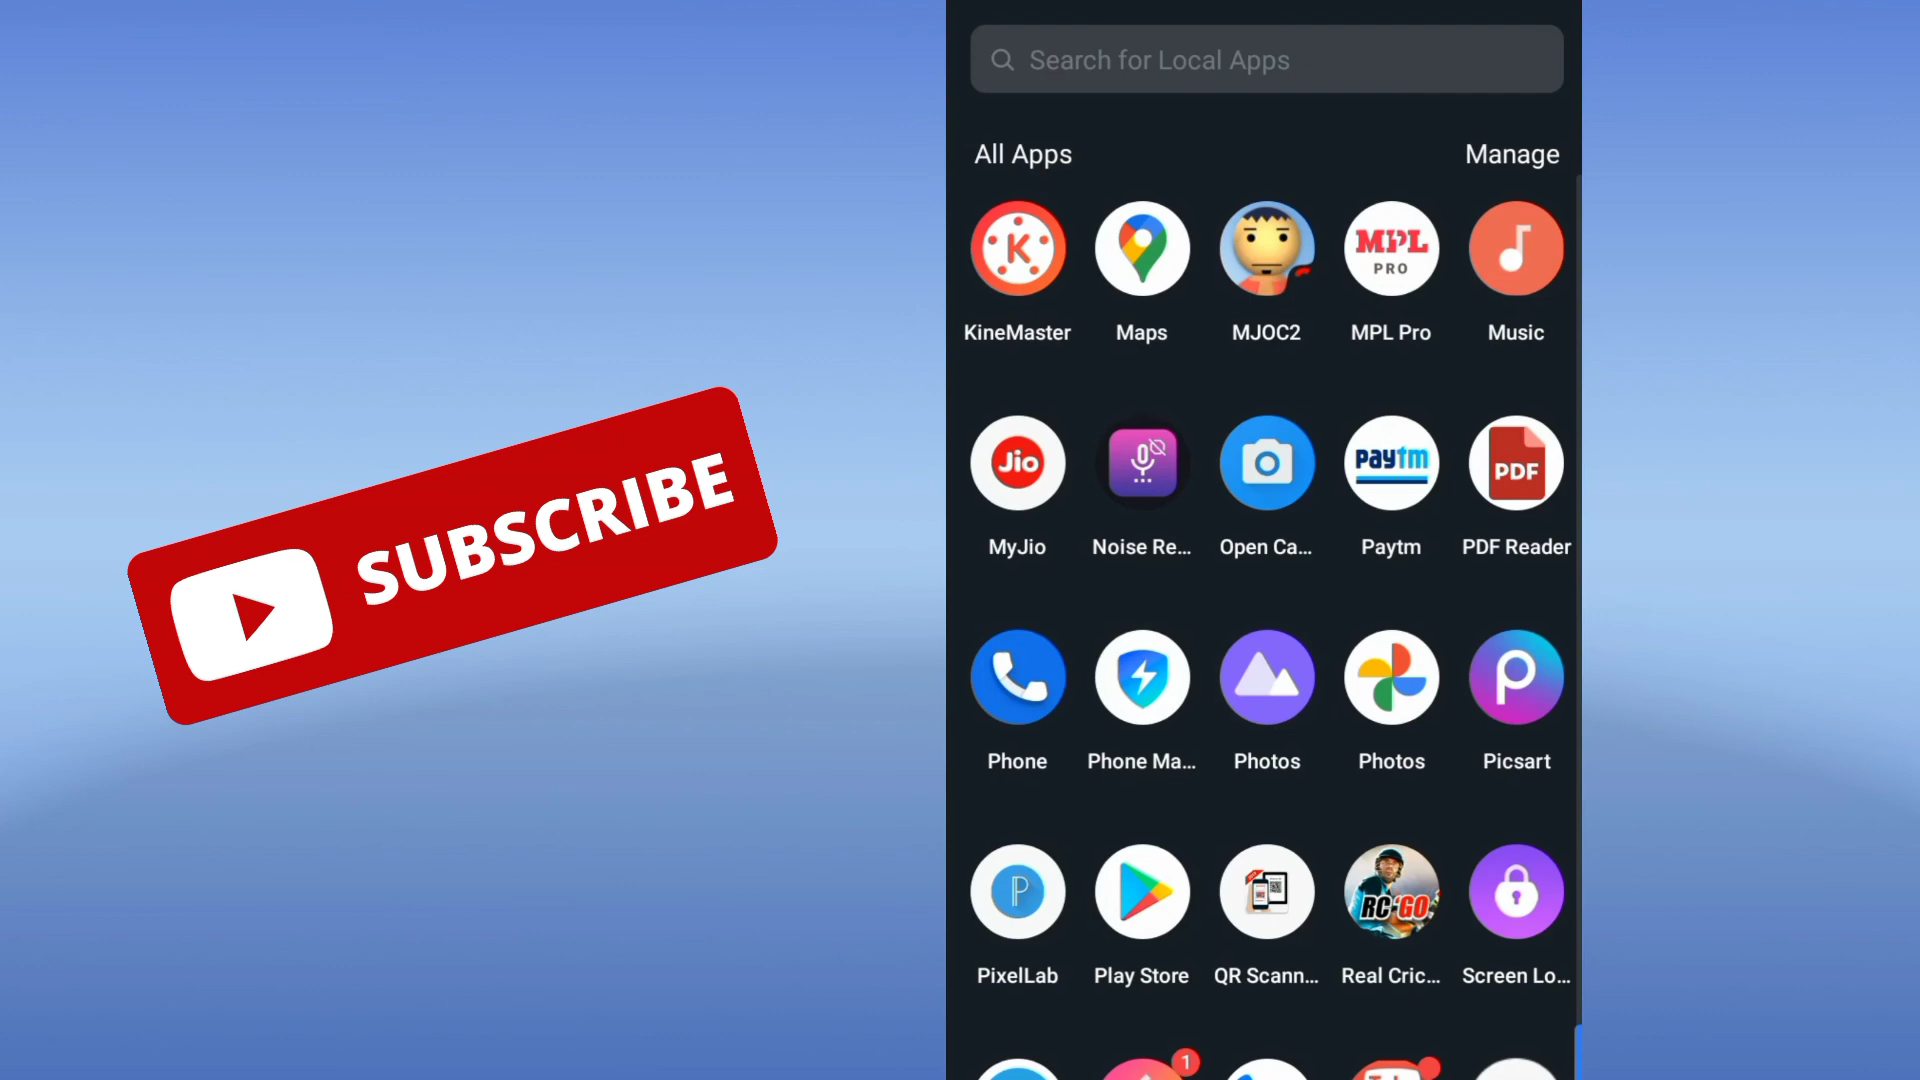 Search for Local Apps
All Apps
Manage
K
MPL
PRO
KineMaster
Maps
MJOC2
MPL Pro
Music
SUBSCRIBE
Jio
paytm
PDF
MyJio
Noise Re...
Open Ca...
Paytm
PDF Reader
Phone
Phone Ma...
Photos
Photos
Picsart
P
RC GO
PixelLab
Play Store
QR Scann...
Real Cric...
Screen Lo...
1